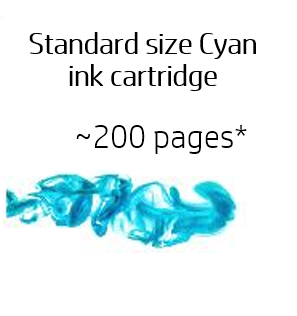 Standard size Cyan
ink cartridge
~200 pages*